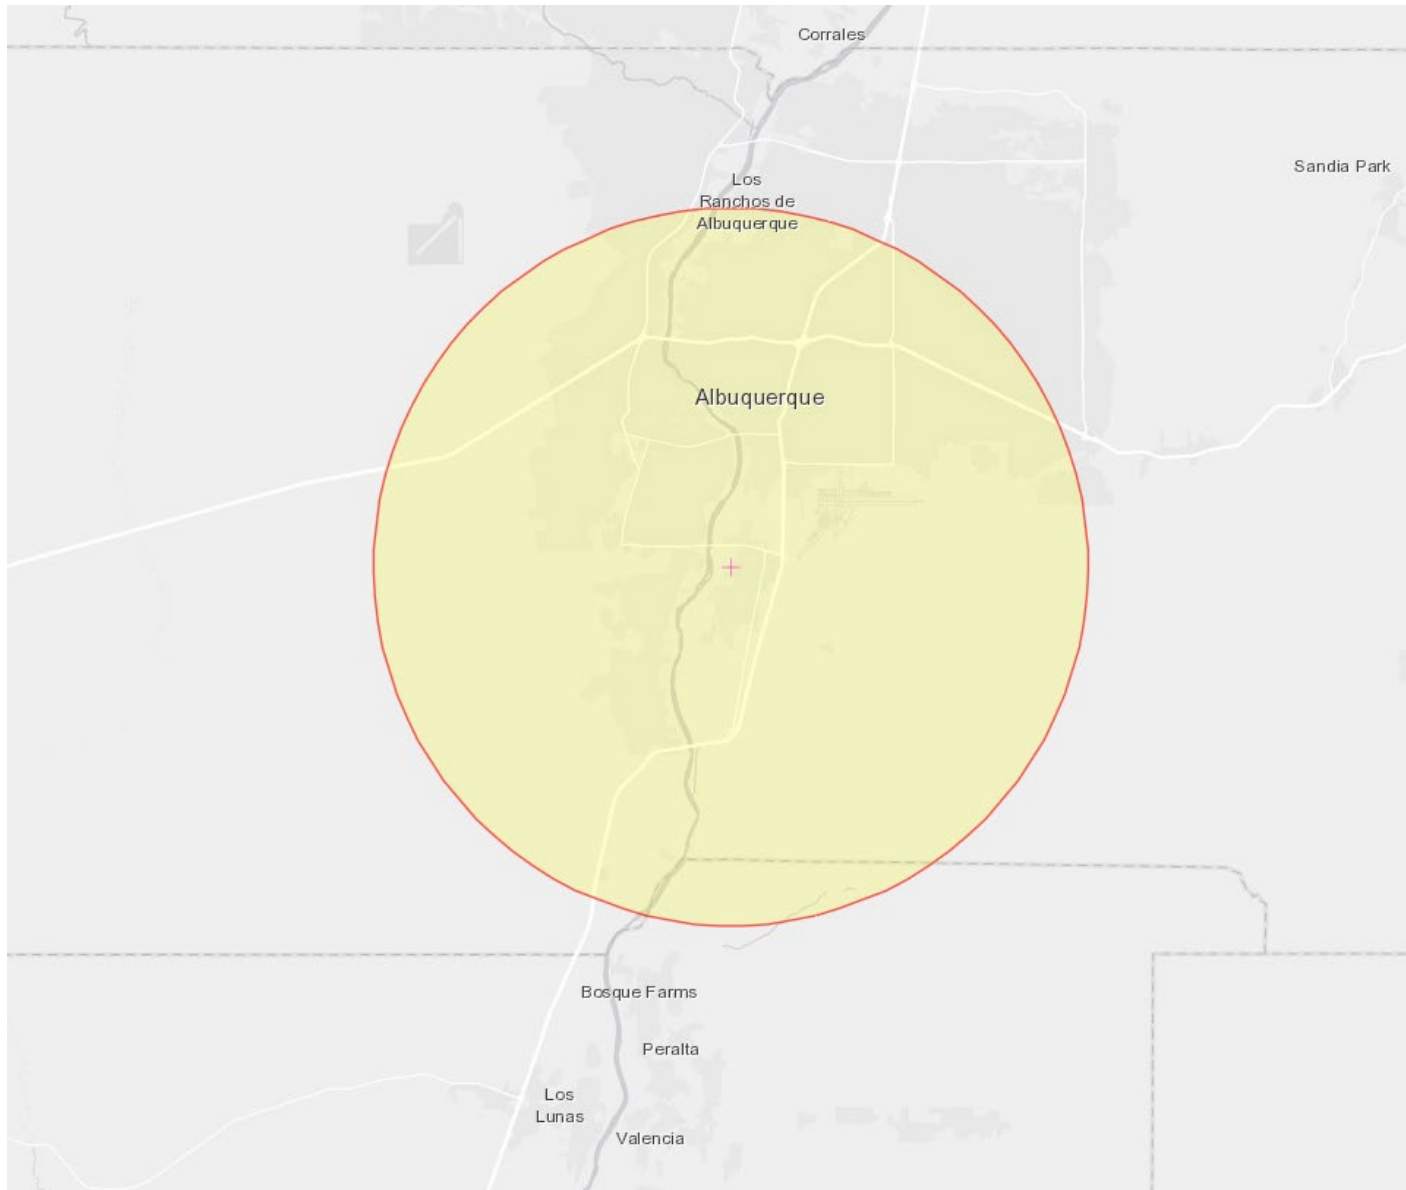 Corrales
Sandia Park
Los
Ranchos de
Albuquerque
Albuquerque
Bosque Farms
Peralta
Los
Lunas
Valencia